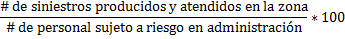 # de siniestros producidos y atendidos en la zona
# de personal sujeto a riesgo en administración
* 100